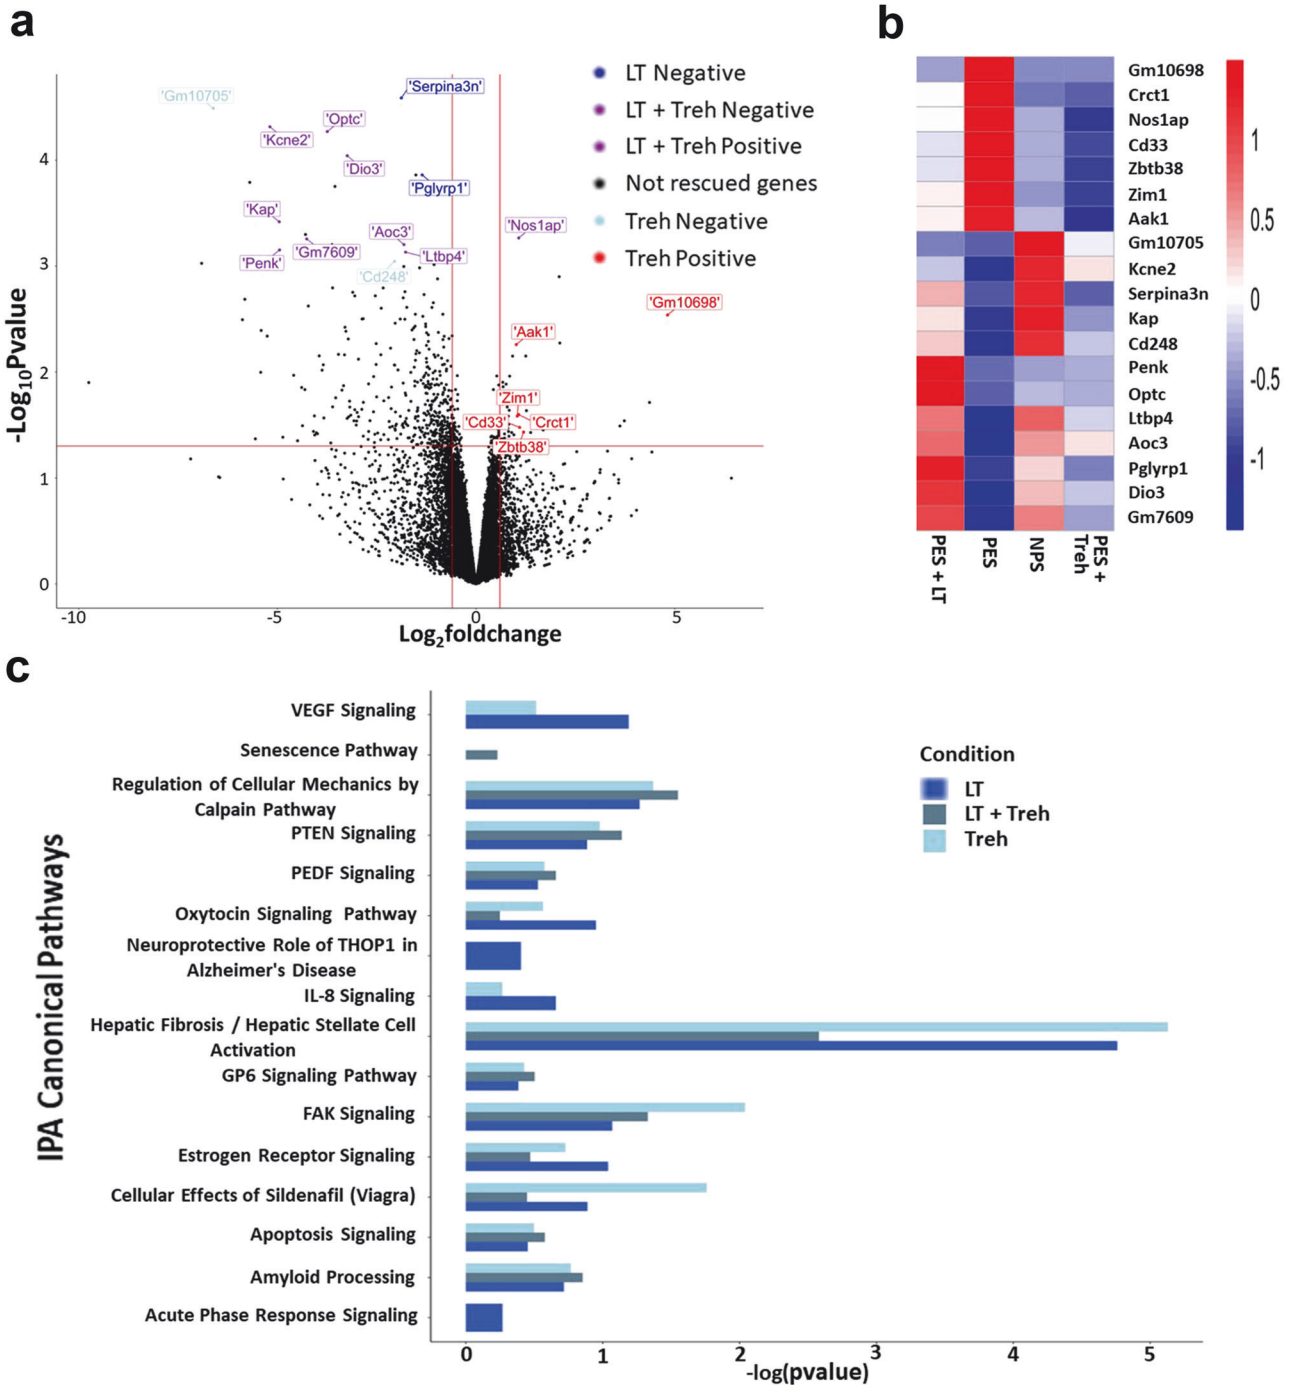 a
'Serpina3n'
'Gm10705'
'Optc'
'Kcne2'
'Dio3'
'Pglyrp1'
'Kap'
'Aoc3'
'Nos1ap'
'Gm7609'
'Ltbp4'
'Penk'
'Cd248'
'Gm10698'
'Aak1'
'Zim1'
'Cd33'
'Crct1'
'Zbtb38'
LT Negative
LT + Treh Negative
LT + Treh Positive
Not rescued genes
Treh Negative
Treh Positive
-Log10Pvalue
4
3
2
1
0
-10
-5
0
5
Log2foldchange
b
Gm10698
Crct1
Nos1ap
Cd33
Zbtb38
Zim1
Aak1
Gm10705
Kcne2
Serpina3n
Kap
Cd248
Penk
Optc
Ltbp4
Aoc3
Pglyrp1
Dio3
Gm7609
PES + LT
PES
NPS
PES +
Treh
1
0.5
0
-0.5
-1
c
IPA Canonical Pathways
VEGF Signaling
Senescence Pathway
Regulation of Cellular Mechanics by
Calpain Pathway
PTEN Signaling
PEDF Signaling
Oxytocin Signaling Pathway
Neuroprotective Role of THOP1 in
Alzheimer's Disease
IL-8 Signaling
Hepatic Fibrosis / Hepatic Stellate Cell
Activation
GP6 Signaling Pathway
FAK Signaling
Estrogen Receptor Signaling
Cellular Effects of Sildenafil (Viagra)
Apoptosis Signaling
Amyloid Processing
Acute Phase Response Signaling
Condition
LT
LT + Treh
Treh
0
1
2
3
4
5
-log(pvalue)